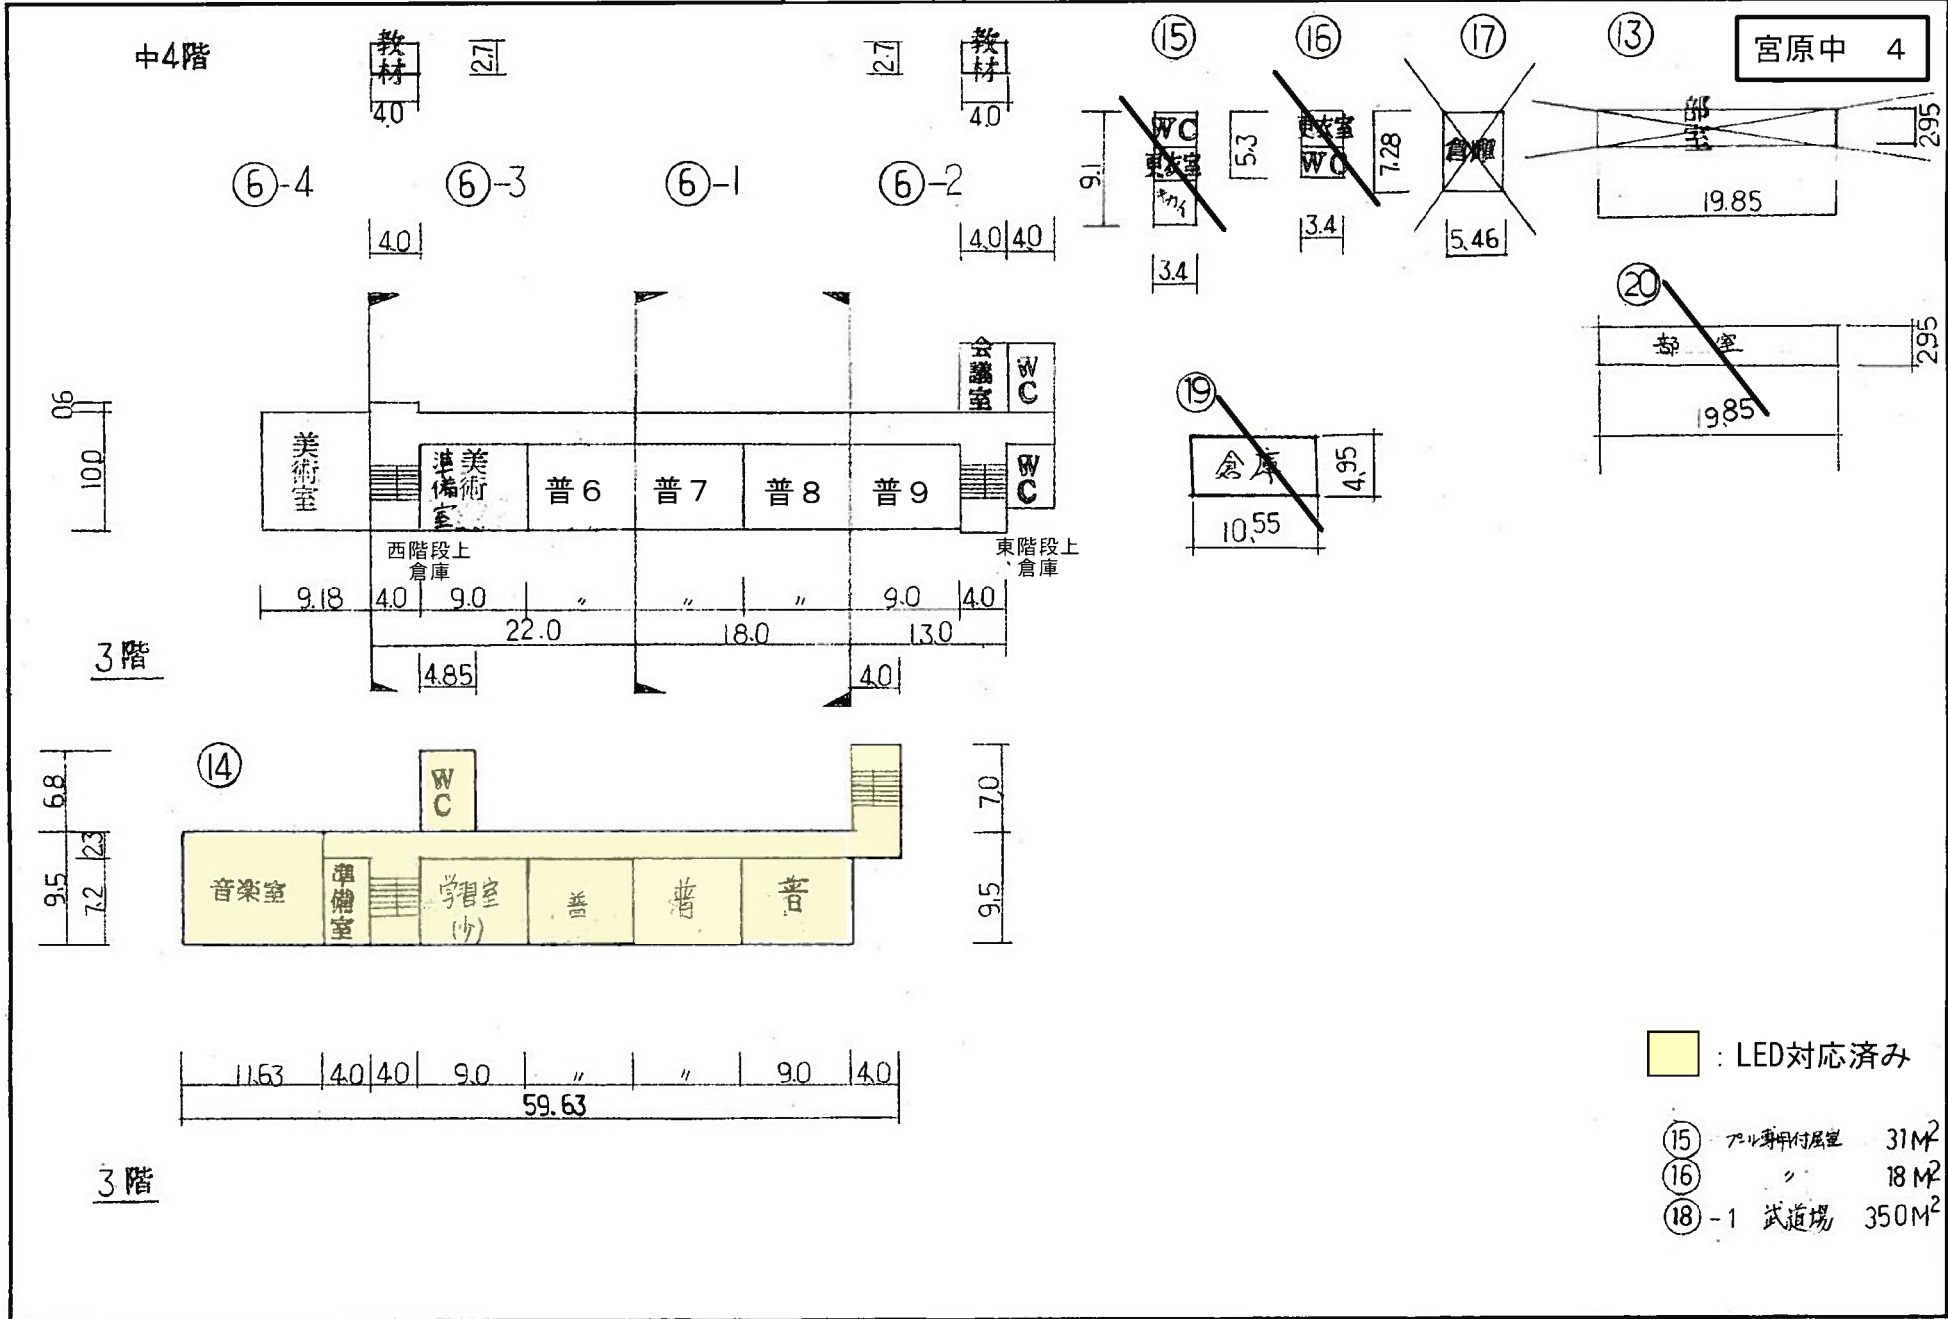 宮原中 4
中4階
教材
2.7
2.7
教材
4.0
4.0
⑮
⑯
⑰
⑬
WC
更衣室
9.1
5.3
3.4
更衣室
WC
7.28
3.4
倉庫
5.46
部室
2.95
19.85
⑥-4
⑥-3
⑥-1
⑥-2
4.0
4.0
4.0
⑳
部室
2.95
19.85
⑲
倉庫
4.95
10.55
会議室
WC
0.6
10.0
美術室
美術準備室
普6
普7
普8
普9
WC
西階段上
倉庫
東階段上
倉庫
9.18
4.0
9.0
〃
〃
〃
9.0
4.0
22.0
18.0
13.0
3階
4.85
4.0
⑭
6.8
WC
7.0
2.3
9.5
7.2
音楽室
準備室
学習室
(少)
普
普
普
9.5
11.63
4.0
4.0
9.0
〃
〃
9.0
4.0
59.63
3階
:LED対応済み
⑮ プール専用付属室 31M²
⑯ 〃 18M²
⑱-1 武道場 350M²